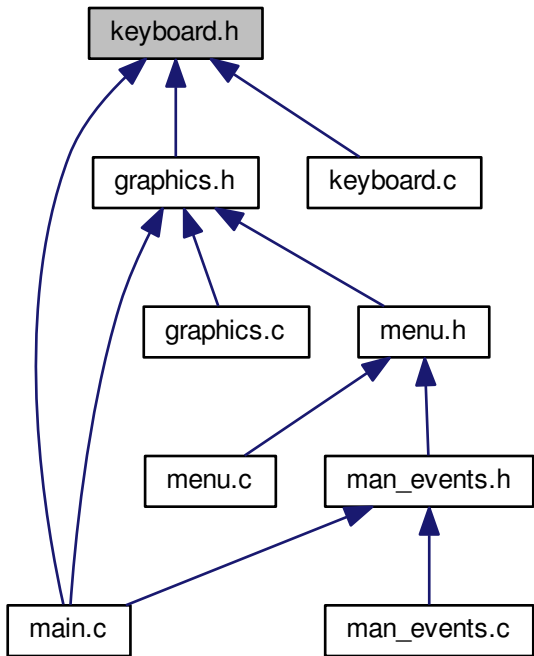 keyboard.h
graphics.h
keyboard.c
graphics.c
menu.h
menu.c
man_events.h
main.c
man_events.c